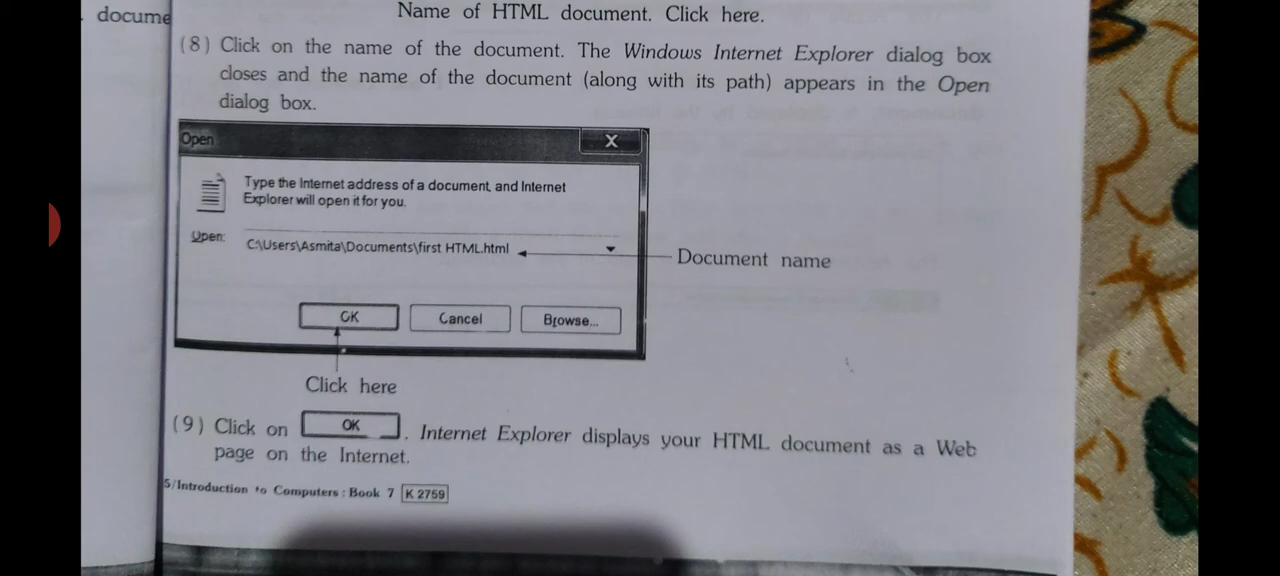 docume
Name of HTML document. Click here.
(8) Click on the name of the document. The Windows Internet Explorer dialog box
closes and the name of the document (along with its path) appears in the Open
dialog box.
Open
X
Type the Internet address of a document, and Internet
Explorer will open it for you.
Open:
C:\Users\Asmita\Documents\first HTML.html
Document name
OK
Cancel
Browse...
Click here
(9) Click on OK . Internet Explorer displays your HTML document as a Web
page on the Internet.
5/Introduction to Computers : Book 7 K 2759